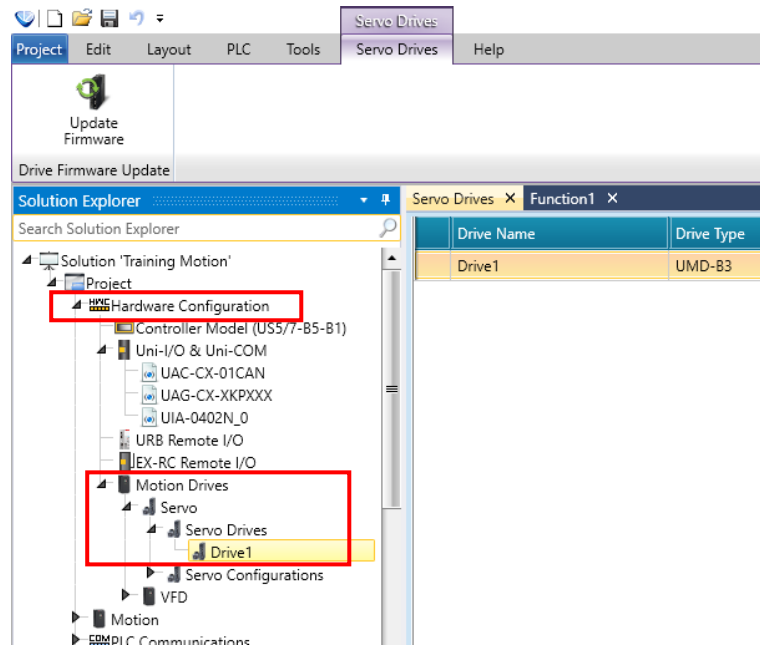 Servo Drives
Project Edit Layout PLC Tools Servo Drives Help
Update
Firmware
Drive Firmware Update
Solution Explorer
Search Solution Explorer
Solution 'Training Motion'
Project
HWC Hardware Configuration
Controller Model (US5/7-B5-B1)
Uni-I/O & Uni-COM
UAC-CX-01CAN
UAG-CX-XKPXXX
UIA-0402N_0
URB Remote I/O
EX-RC Remote I/O
Motion Drives
Servo
Servo Drives
Drive1
Servo Configurations
VFD
Motion
COM PLC Communications
Servo Drives Function1
Drive Name Drive Type
Drive1 UMD-B3